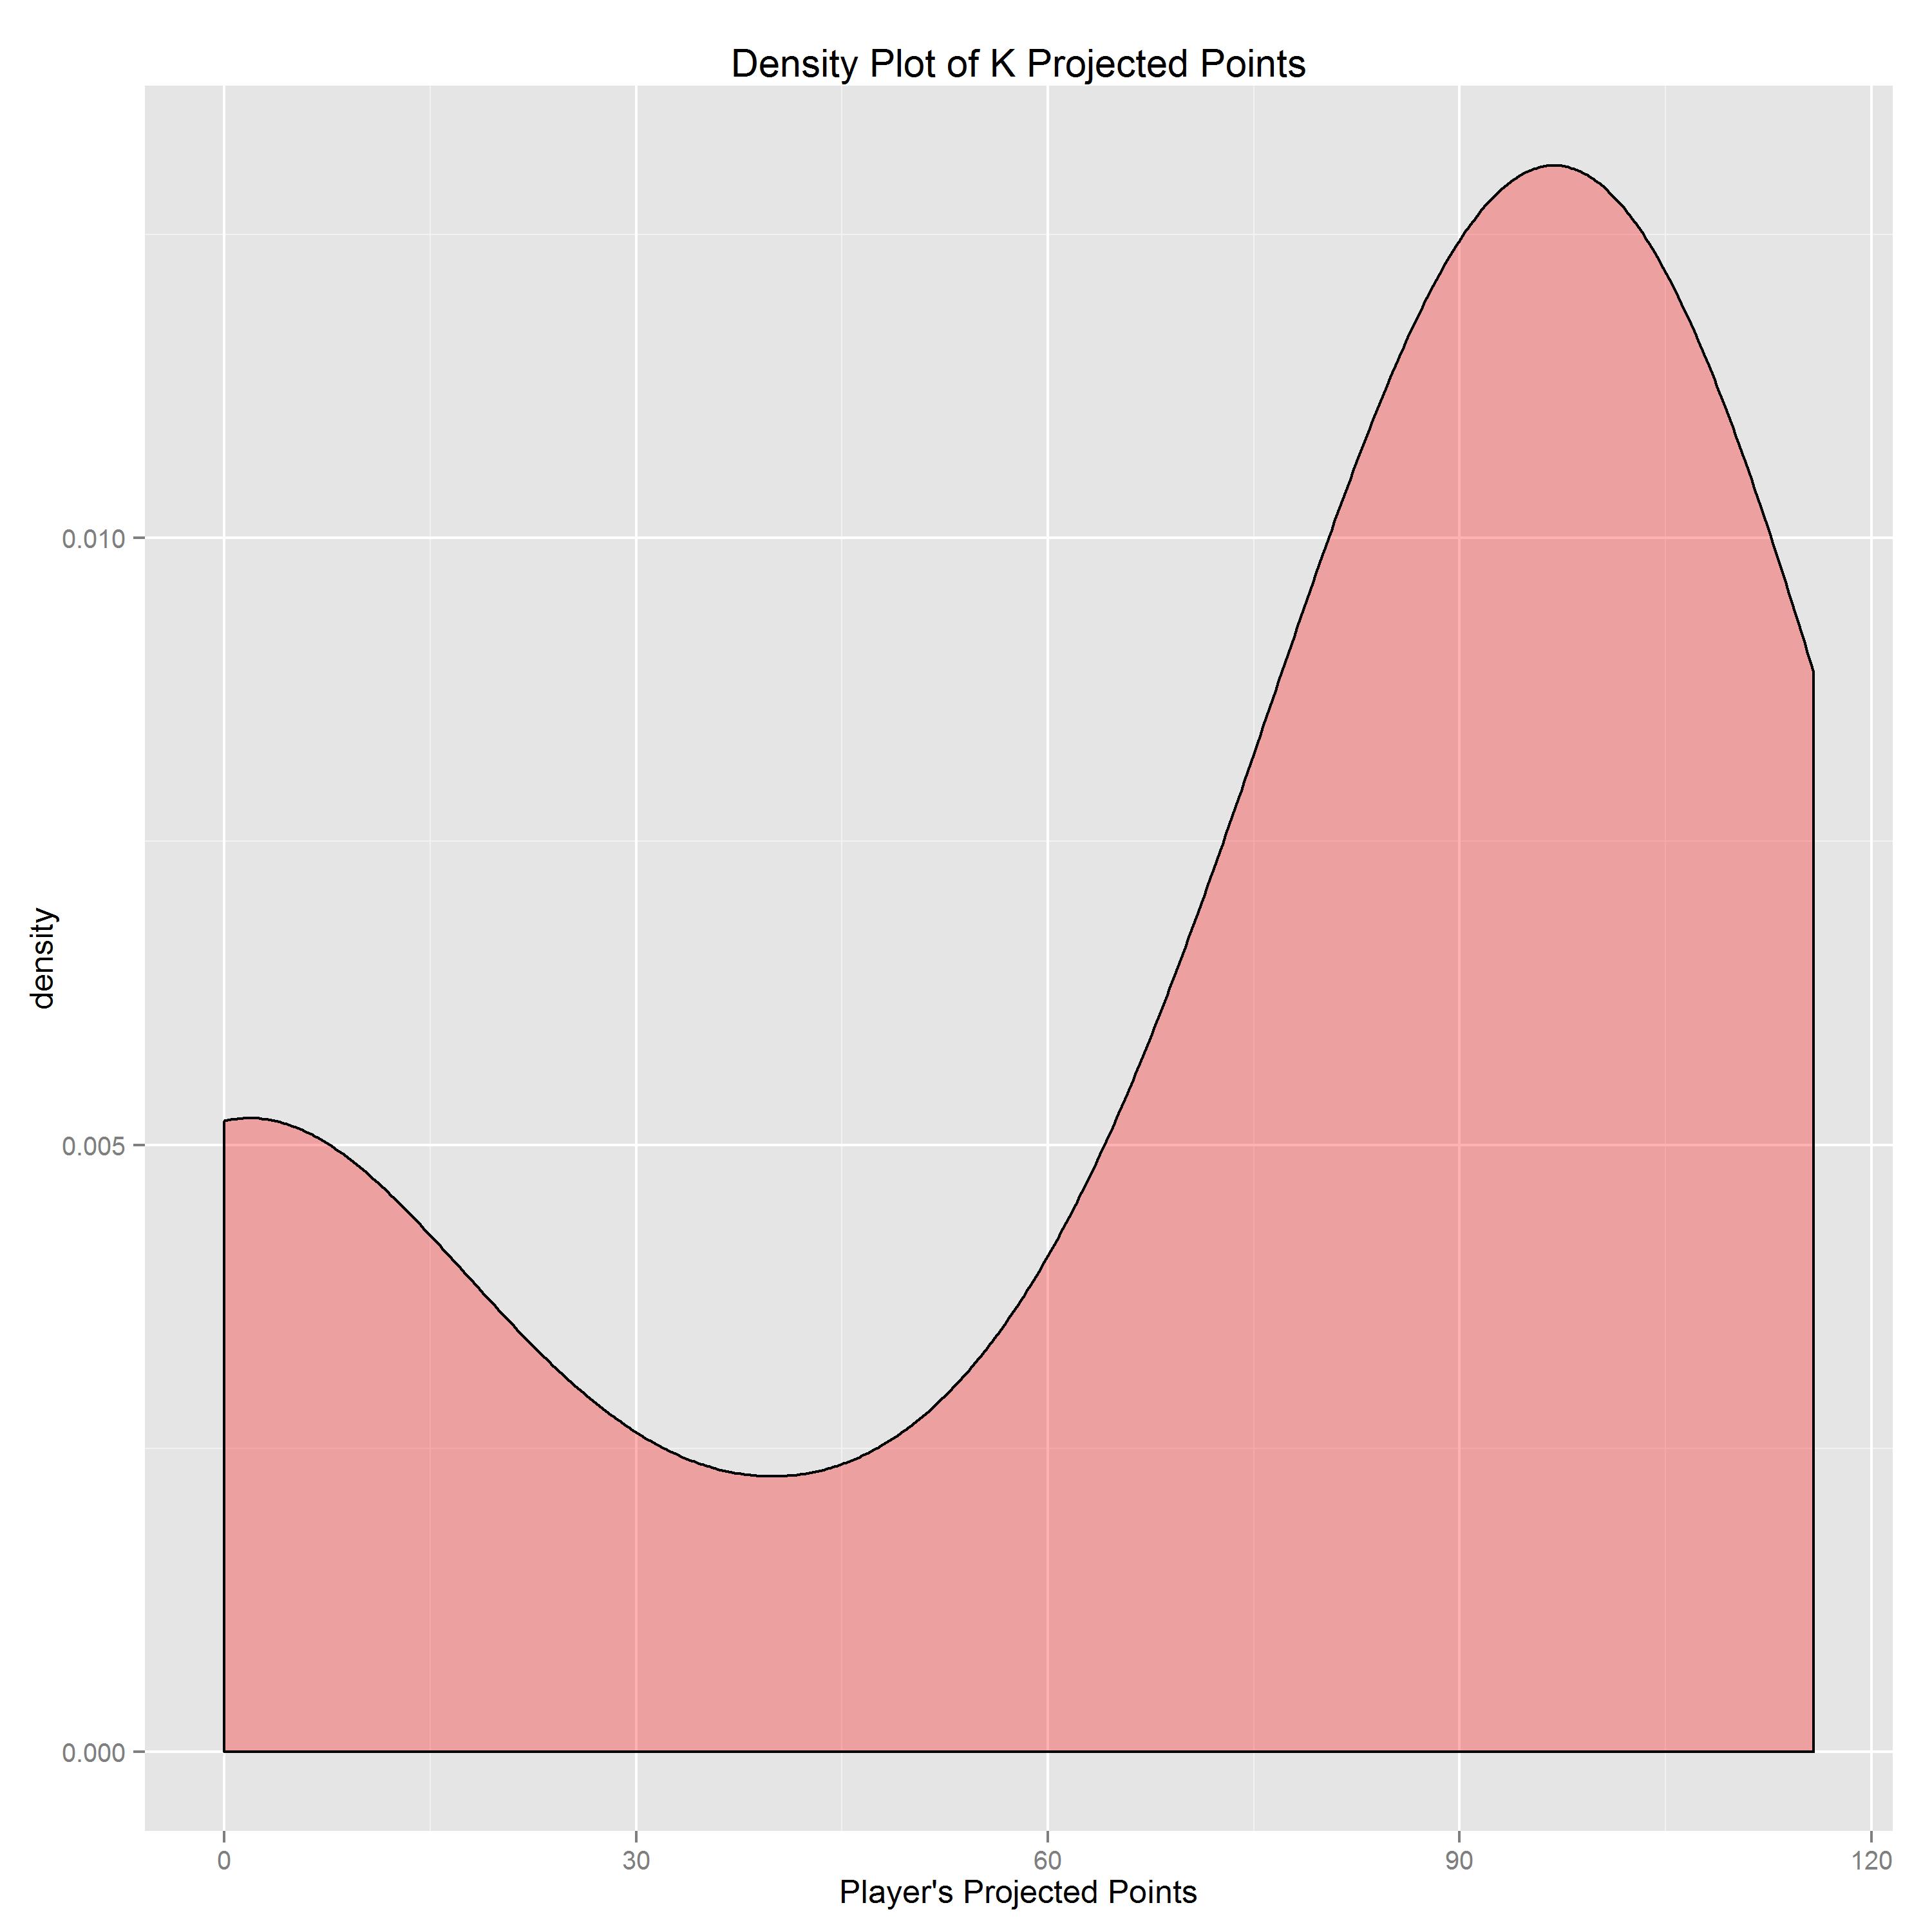 Density Plot of K Projected Points
0.010
0.005
0.000
density
0 30 60 90 120
Player's Projected Points